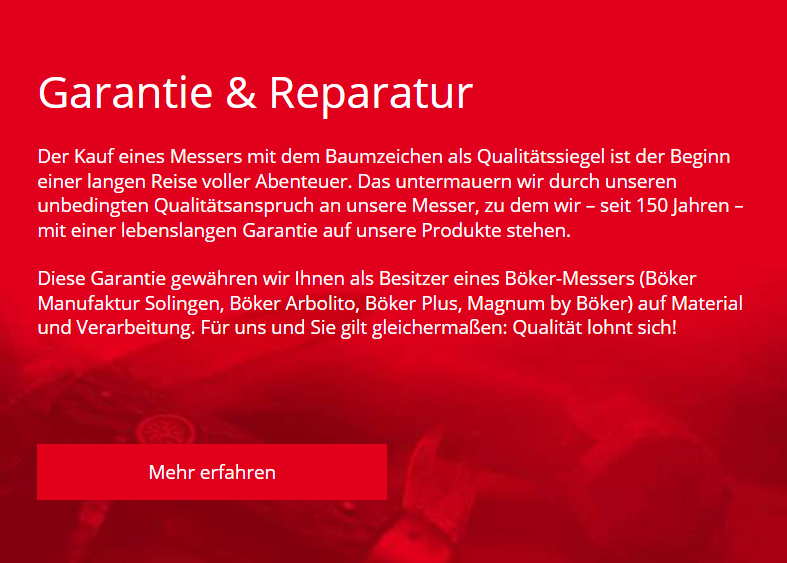 Garantie & Reparatur
Der Kauf eines Messers mit dem Baumzeichen als Qualitätssiegel ist der Beginn
einer langen Reise voller Abenteuer. Das untermauern wir durch unseren
unbedingten Qualitätsanspruch an unsere Messer, zu dem wir – seit 150 Jahren –
mit einer lebenslangen Garantie auf unsere Produkte stehen.
Diese Garantie gewähren wir Ihnen als Besitzer eines Böker-Messers (Böker
Manufaktur Solingen, Böker Arbolito, Böker Plus, Magnum by Böker) auf Material
und Verarbeitung. Für uns und Sie gilt gleichermaßen: Qualität lohnt sich!
Mehr erfahren